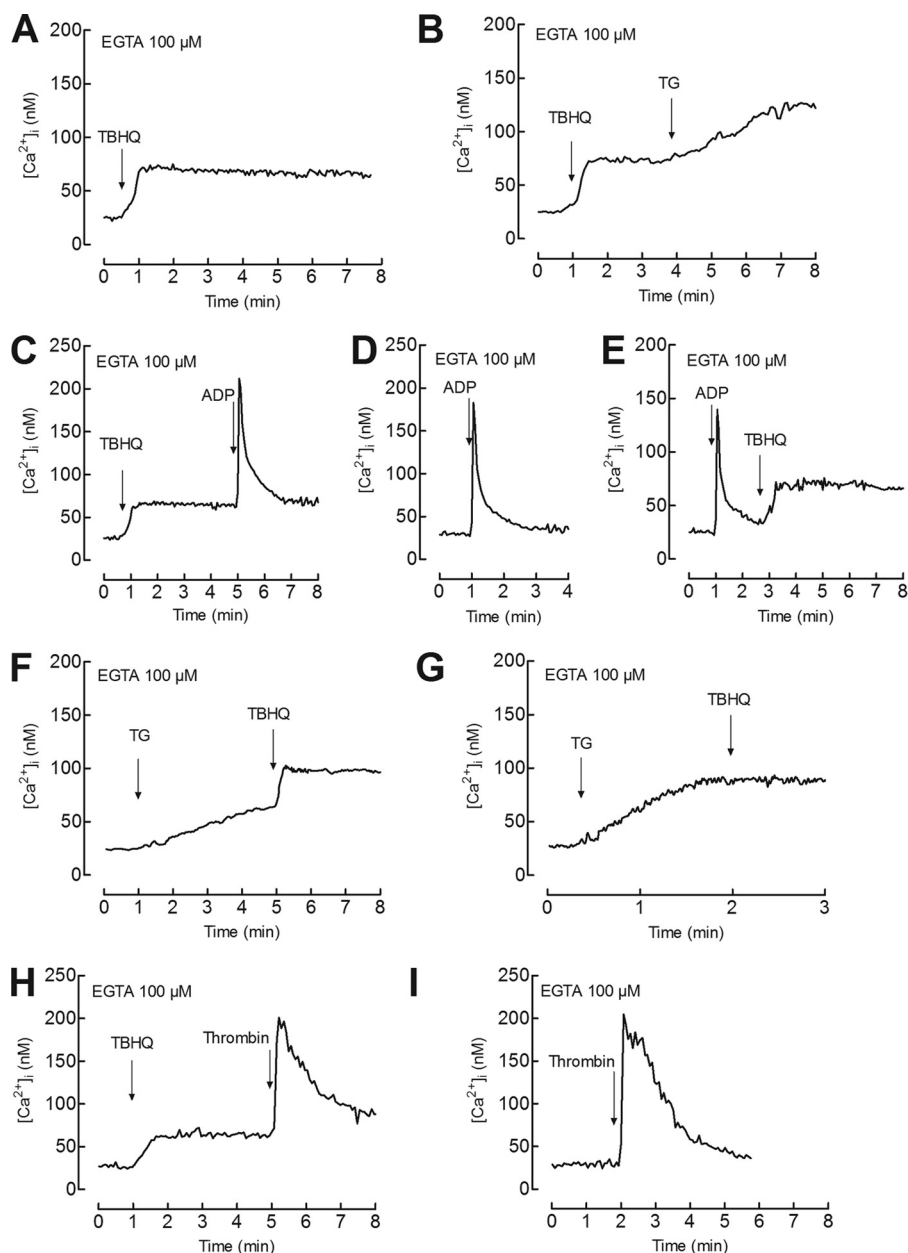 A
EGTA 100 µM
200
150
100
50
0
[Ca2+]i (nM)
TBHQ
0 1 2 3 4 5 6 7 8
Time (min)
B
EGTA 100 µM
200
150
100
50
0
[Ca2+]i (nM)
TBHQ
TG
0 1 2 3 4 5 6 7 8
Time (min)
C
EGTA 100 µM
250
200
150
100
50
0
[Ca2+]i (nM)
TBHQ
ADP
0 1 2 3 4 5 6 7 8
Time (min)
D
EGTA 100 µM
250
200
150
100
50
0
[Ca2+]i (nM)
ADP
0 1 2 3 4
Time (min)
E
EGTA 100 µM
200
150
100
50
0
[Ca2+]i (nM)
ADP
TBHQ
0 1 2 3 4 5 6 7 8
Time (min)
F
EGTA 100 µM
200
150
100
50
0
[Ca2+]i (nM)
TG
TBHQ
0 1 2 3 4 5 6 7 8
Time (min)
G
EGTA 100 µM
200
150
100
50
0
[Ca2+]i (nM)
TG
TBHQ
0 1 2 3
Time (min)
H
EGTA 100 µM
250
200
150
100
50
0
[Ca2+]i (nM)
TBHQ
Thrombin
0 1 2 3 4 5 6 7 8
Time (min)
I
EGTA 100 µM
250
200
150
100
50
0
[Ca2+]i (nM)
Thrombin
0 1 2 3 4 5 6 7 8
Time (min)